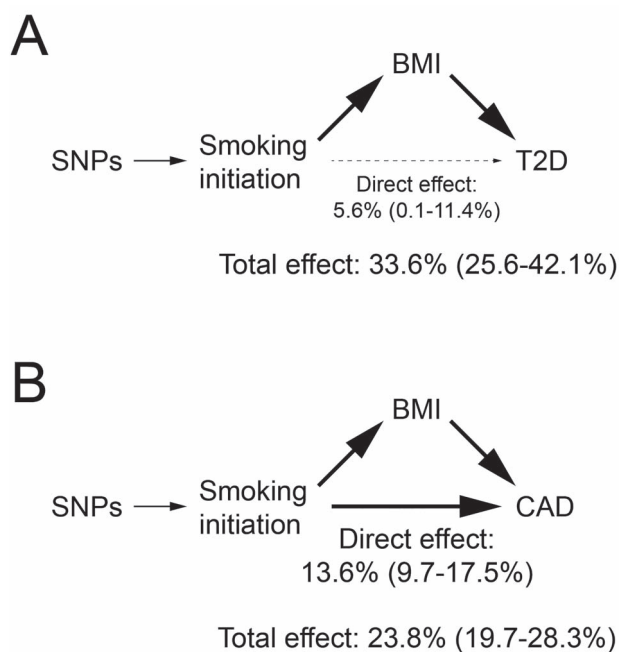 A
BMI
SNPs
Smoking
initiation
T2D
Direct effect:
5.6% (0.1-11.4%)
Total effect: 33.6% (25.6-42.1%)
B
BMI
SNPs
Smoking
initiation
CAD
Direct effect:
13.6% (9.7-17.5%)
Total effect: 23.8% (19.7-28.3%)